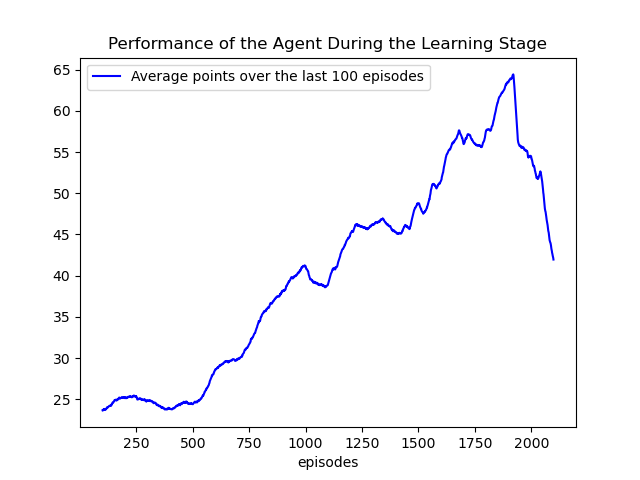 Performance of the Agent During the Learning Stage
Average points over the last 100 episodes
65
60
55
50
45
40
35
30
25
250 500 750 1000 1250 1500 1750 2000
episodes